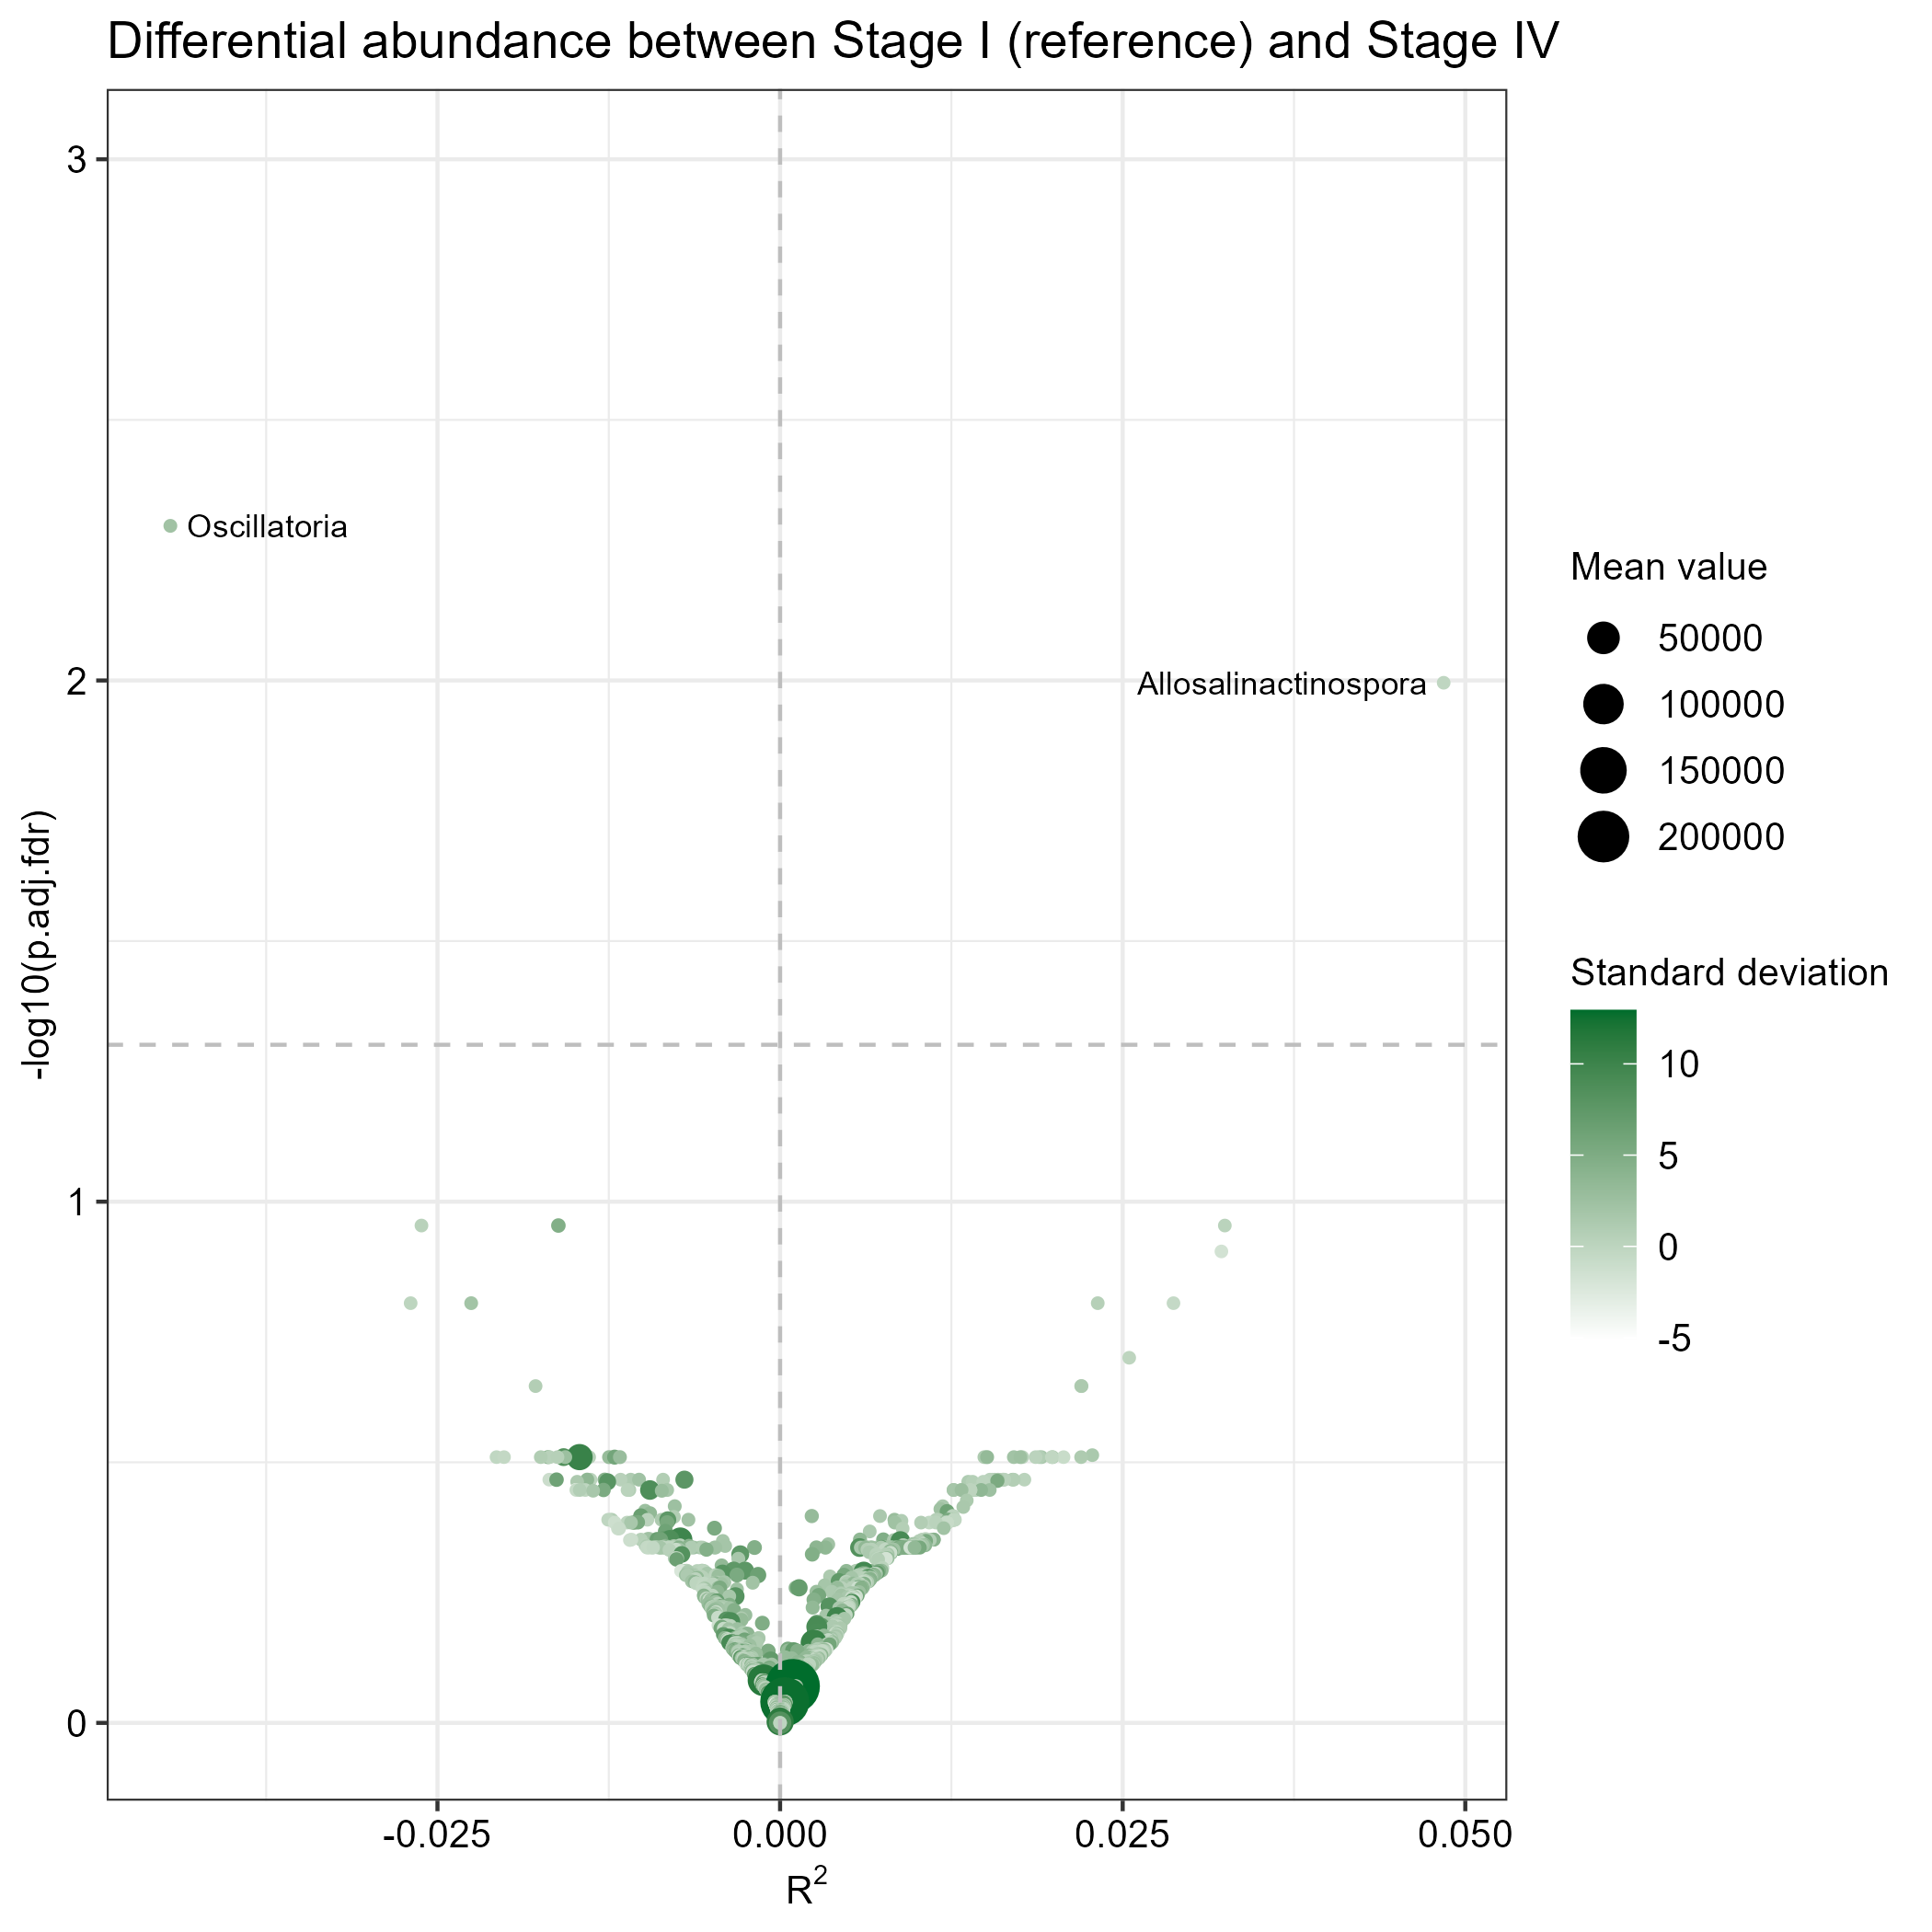 Differential abundance between Stage I (reference) and Stage IV
-log10(p.adj.fdr)
3
2
1
0
Oscillatoria
Allosalinactinospora
-0.025
0.000
0.025
0.050
R²
Mean value
50000
100000
150000
200000
Standard deviation
10
5
0
-5